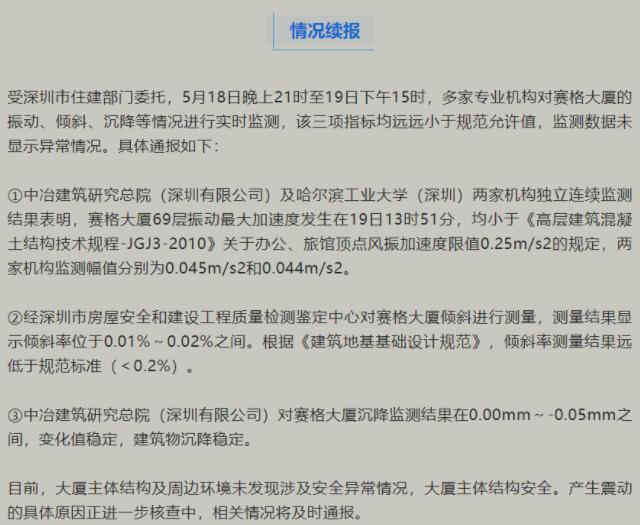 情况续报
受深圳市住建部门委托，5月18日晚上21时至19日下午15时，多家专业机构对赛格大厦的
振动、倾斜、沉降等情况进行实时监测，该三项指标均远远小于规范允许值，监测数据未
显示异常情况。具体通报如下：
①中冶建筑研究总院（深圳有限公司）及哈尔滨工业大学（深圳）两家机构独立连续监测
结果表明，赛格大厦69层振动最大加速度发生在19日13时51分，均小于《高层建筑混凝
土结构技术规程-JGJ3-2010》关于办公、旅馆顶点风振加速度限值0.25m/s2的规定，两
家机构监测幅值分别为0.045m/s2和0.044m/s2。
②经深圳市房屋安全和建设工程质量检测鉴定中心对赛格大厦倾斜进行测量，测量结果显
示倾斜率位于0.01%～0.02%之间。根据《建筑地基基础设计规范》，倾斜率测量结果远
低于规范标准（＜0.2%）。
③中冶建筑研究总院（深圳有限公司）对赛格大厦沉降监测结果在0.00mm～-0.05mm之
间，变化值稳定，建筑物沉降稳定。
目前，大厦主体结构及周边环境未发现涉及安全异常情况，大厦主体结构安全。产生震动
的具体原因正进一步核查中，相关情况将及时通报。